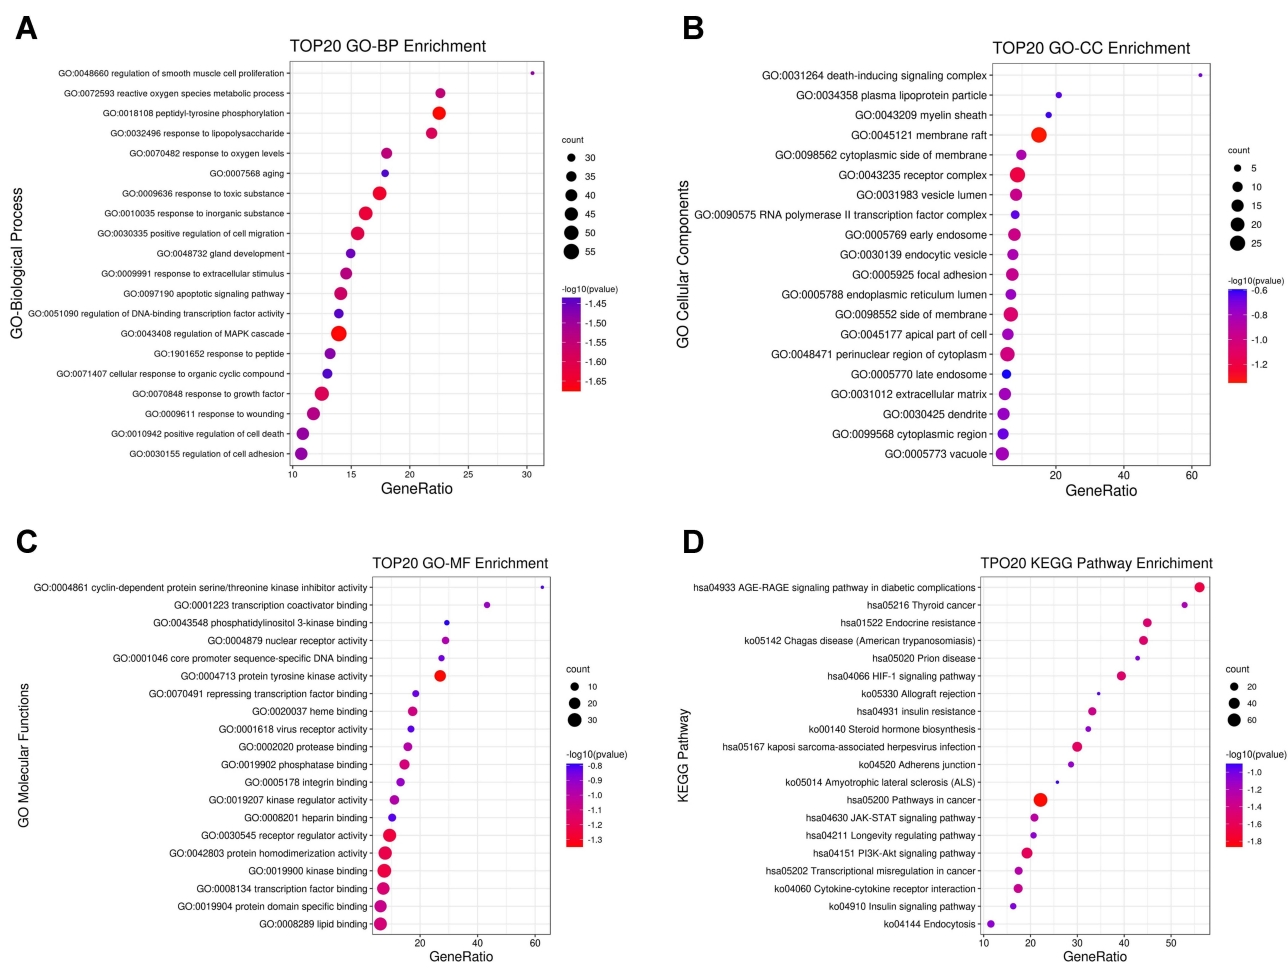 A
TOP20 GO-BP Enrichment
GO-Biological Process
GO:0048660 regulation of smooth muscle cell proliferation
GO:0072593 reactive oxygen species metabolic process
GO:0018108 peptidyl-tyrosine phosphorylation
GO:0032496 response to lipopolysaccharide
GO:0070482 response to oxygen levels
GO:0007568 aging
GO:0009636 response to toxic substance
GO:0010035 response to inorganic substance
GO:0030335 positive regulation of cell migration
GO:0048732 gland development
GO:0009991 response to extracellular stimulus
GO:0097190 apoptotic signaling pathway
GO:0051090 regulation of DNA-binding transcription factor activity
GO:0043408 regulation of MAPK cascade
GO:1901652 response to peptide
GO:0071407 cellular response to organic cyclic compound
GO:0070848 response to growth factor
GO:0009611 response to wounding
GO:0010942 positive regulation of cell death
GO:0030155 regulation of cell adhesion
10 15 20 25 30
GeneRatio
count
30
35
40
45
50
55
-log10(pvalue)
-1.45
-1.50
-1.55
-1.60
-1.65
B
TOP20 GO-CC Enrichment
GO Cellular Components
GO:0031264 death-inducing signaling complex
GO:0034358 plasma lipoprotein particle
GO:0043209 myelin sheath
GO:0045121 membrane raft
GO:0098562 cytoplasmic side of membrane
GO:0043235 receptor complex
GO:0031983 vesicle lumen
GO:0090575 RNA polymerase II transcription factor complex
GO:0005769 early endosome
GO:0030139 endocytic vesicle
GO:0005925 focal adhesion
GO:0005788 endoplasmic reticulum lumen
GO:0098552 side of membrane
GO:0045177 apical part of cell
GO:0048471 perinuclear region of cytoplasm
GO:0005770 late endosome
GO:0031012 extracellular matrix
GO:0030425 dendrite
GO:0099568 cytoplasmic region
GO:0005773 vacuole
20 40 60
GeneRatio
count
5
10
15
20
25
-log10(pvalue)
-0.6
-0.8
-1.0
-1.2
C
TOP20 GO-MF Enrichment
GO Molecular Functions
GO:0004861 cyclin-dependent protein serine/threonine kinase inhibitor activity
GO:0001223 transcription coactivator binding
GO:0043548 phosphatidylinositol 3-kinase binding
GO:0004879 nuclear receptor activity
GO:0001046 core promoter sequence-specific DNA binding
GO:0004713 protein tyrosine kinase activity
GO:0070491 repressing transcription factor binding
GO:0020037 heme binding
GO:0001618 virus receptor activity
GO:0002020 protease binding
GO:0019902 phosphatase binding
GO:0005178 integrin binding
GO:0019207 kinase regulator activity
GO:0008201 heparin binding
GO:0030545 receptor regulator activity
GO:0042803 protein homodimerization activity
GO:0019900 kinase binding
GO:0008134 transcription factor binding
GO:0019904 protein domain specific binding
GO:0008289 lipid binding
20 40 60
GeneRatio
count
10
20
30
-log10(pvalue)
-0.8
-0.9
-1.0
-1.1
-1.2
-1.3
D
TPO20 KEGG Pathway Enrichment
KEGG Pathway
hsa04933 AGE-RAGE signaling pathway in diabetic complications
hsa05216 Thyroid cancer
hsa01522 Endocrine resistance
ko05142 Chagas disease (American trypanosomiasis)
hsa05020 Prion disease
hsa04066 HIF-1 signaling pathway
ko05330 Allograft rejection
hsa04931 insulin resistance
ko00140 Steroid hormone biosynthesis
hsa05167 kaposi sarcoma-associated herpesvirus infection
ko04520 Adherens junction
ko05014 Amyotrophic lateral sclerosis (ALS)
hsa05200 Pathways in cancer
hsa04630 JAK-STAT signaling pathway
hsa04211 Longevity regulating pathway
hsa04151 PI3K-Akt signaling pathway
hsa05202 Transcriptional misregulation in cancer
ko04060 Cytokine-cytokine receptor interaction
ko04910 Insulin signaling pathway
ko04144 Endocytosis
10 20 30 40 50
GeneRatio
count
20
40
60
-log10(pvalue)
-1.0
-1.2
-1.4
-1.6
-1.8